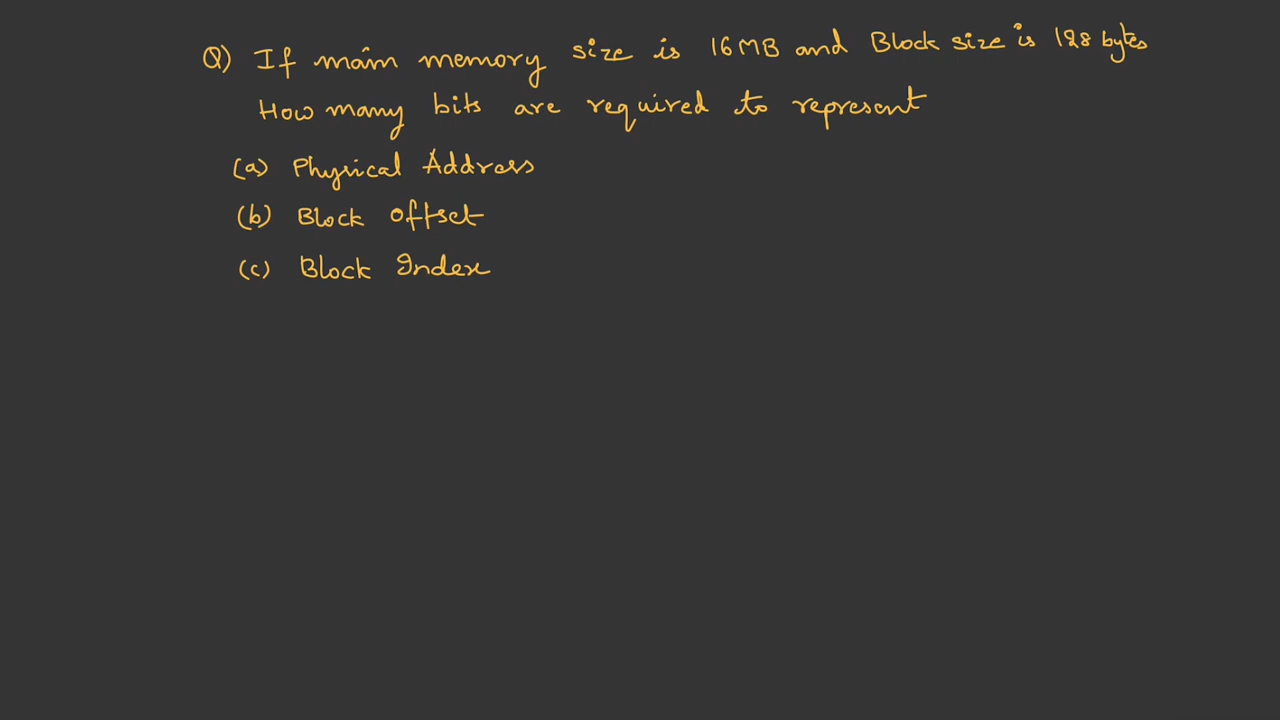 Q) If main memory size is 16MB and Block size is 128 bytes
How many bits are required to represent
(a) Physical Address
(b) Block offset
(c) Block Index